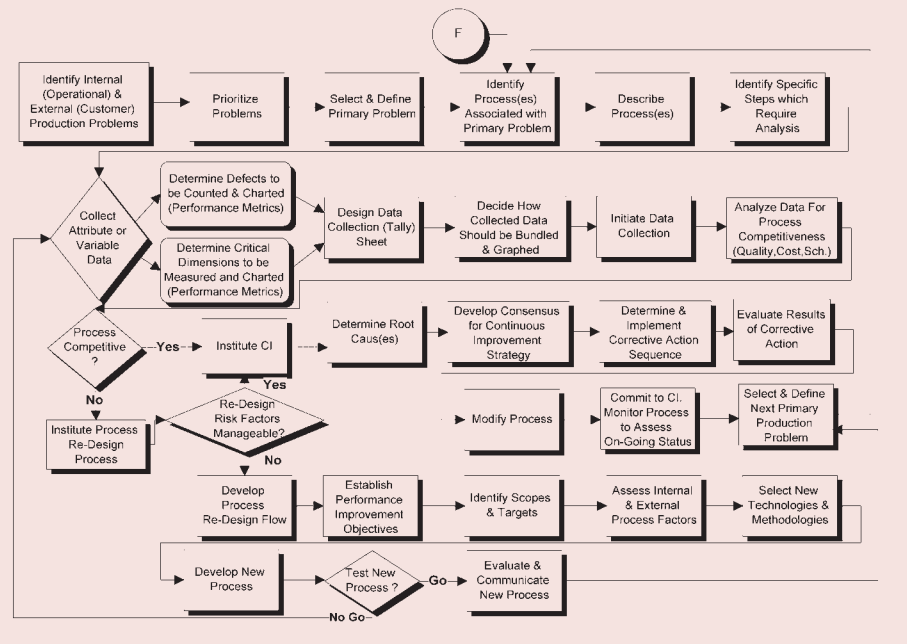 F
Identify Internal
(Operational) &
External (Customer)
Production Problems
Prioritize
Problems
Select & Define
Primary Problem
Identify
Process(es)
Associated with
Primary Problem
Describe
Process(es)
Identify Specific
Steps which
Require
Analysis
Collect
Attribute or
Variable
Data
Determine Defects to
be Counted & Charted
(Performance Metrics)
Determine Critical
Dimensions to be
Measured and Charted
(Performance Metrics)
Design Data
Collection (Tally)
Sheet
Decide How
Collected Data
Should be Bundled
& Graphed
Initiate Data
Collection
Analyze Data For
Process
Competitiveness
(Quality,Cost,Sch.)
Process
Competitive
?
Yes
Institute CI
Determine Root
Caus(es)
Develop Consensus
for Continuous
Improvement
Strategy
Determine &
Implement
Corrective Action
Sequence
Evaluate Results
of Corrective
Action
No
Yes
Institute Process
Re-Design
Process
Re-Design
Risk Factors
Manageable?
No
Modify Process
Commit to CI.
Monitor Process
to Assess
On-Going Status
Select & Define
Next Primary
Production
Problem
Develop
Process
Re-Design Flow
Establish
Performance
Improvement
Objectives
Identify Scopes
& Targets
Assess Internal
& External
Process Factors
Select New
Technologies &
Methodologies
Develop New
Process
Test New
Process ?
Go
No Go
Evaluate &
Communicate
New Process